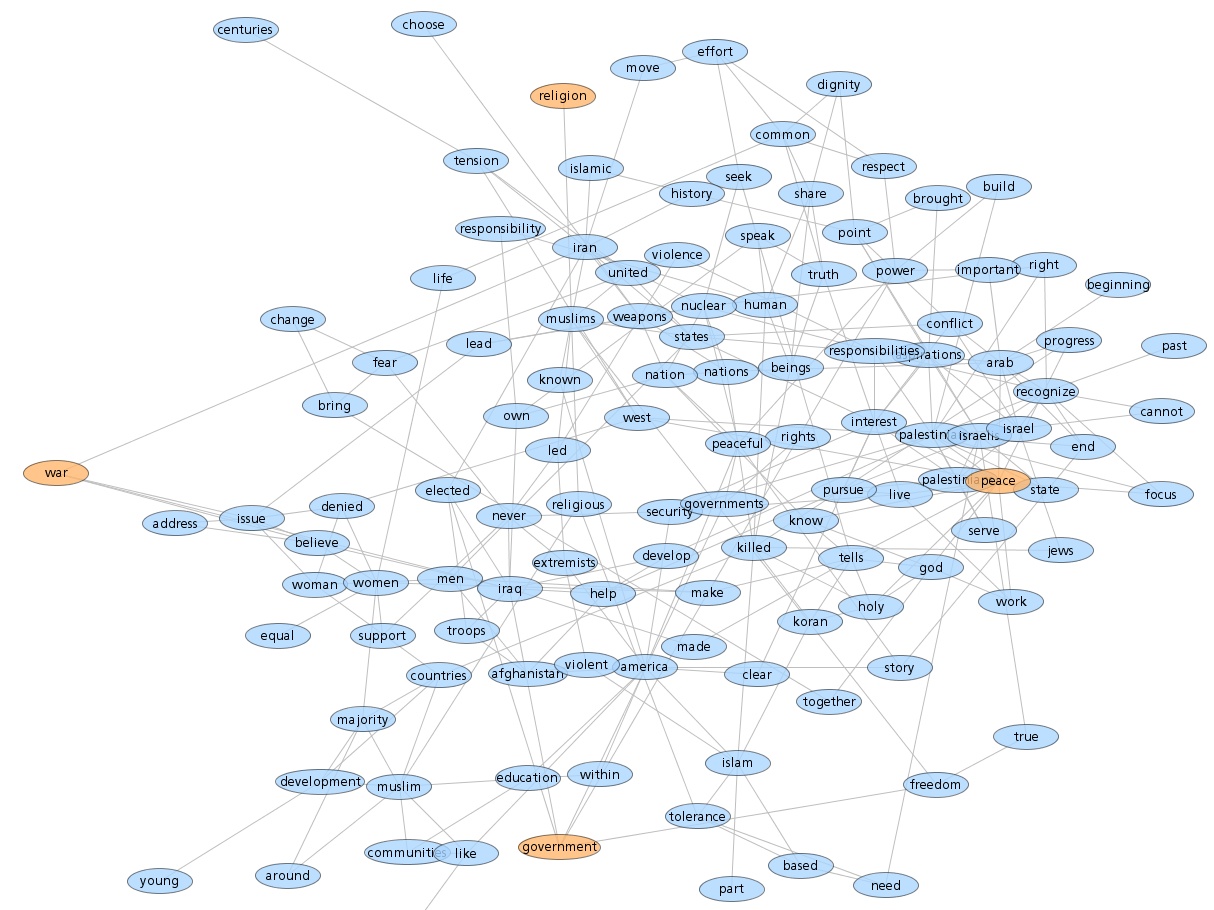 centuries
choose
effort
move
dignity
religion
common
tension
islamic
respect
seek
history
share
build
brought
responsibility
point
speak
iran
violence
right
united
truth
power
important
life
beginning
nuclear
human
weapons
muslims
change
conflict
states
progress
lead
past
responsibilities
fear
arab
nation
nations
beings
known
recognize
bring
cannot
own
west
interest
israel
palestin
israelis
rights
peaceful
end
led
war
peace
palestinia
elected
pursue
state
live
focus
religious
governments
denied
security
never
issue
know
address
serve
believe
killed
jews
develop
tells
extremists
god
men
women
woman
iraq
help
make
work
holy
koran
troops
equal
support
made
violent
america
story
afghanistan
clear
countries
together
majority
true
islam
within
education
development
freedom
muslim
tolerance
government
communities
like
based
around
young
need
part